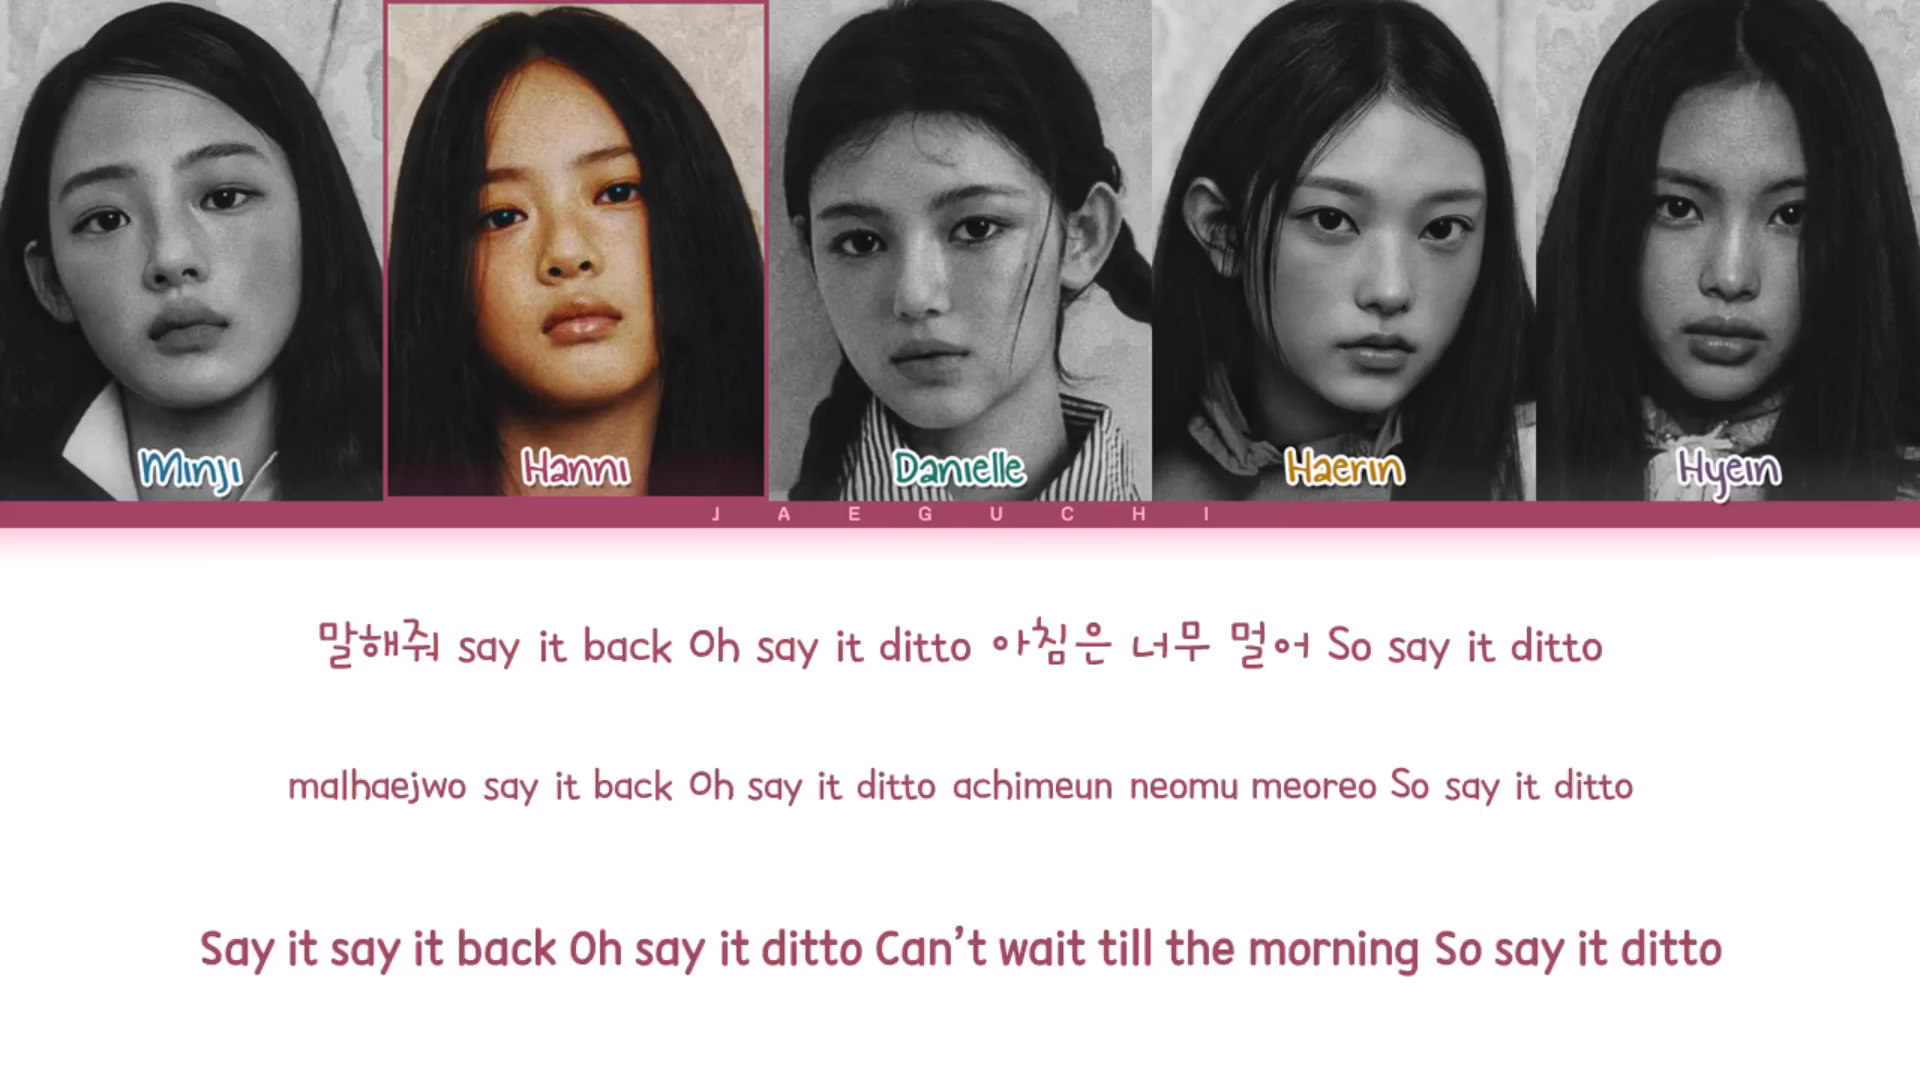 Minji
Hanni
Danielle
Haerin
Hyein
JAEGUCHI
말해줘 say it back Oh say it ditto 아침은 너무 멀어 So say it ditto
malhaejwo say it back Oh say it ditto achimeun neomu meoreo So say it ditto
Say it say it back Oh say it ditto Can't wait till the morning So say it ditto